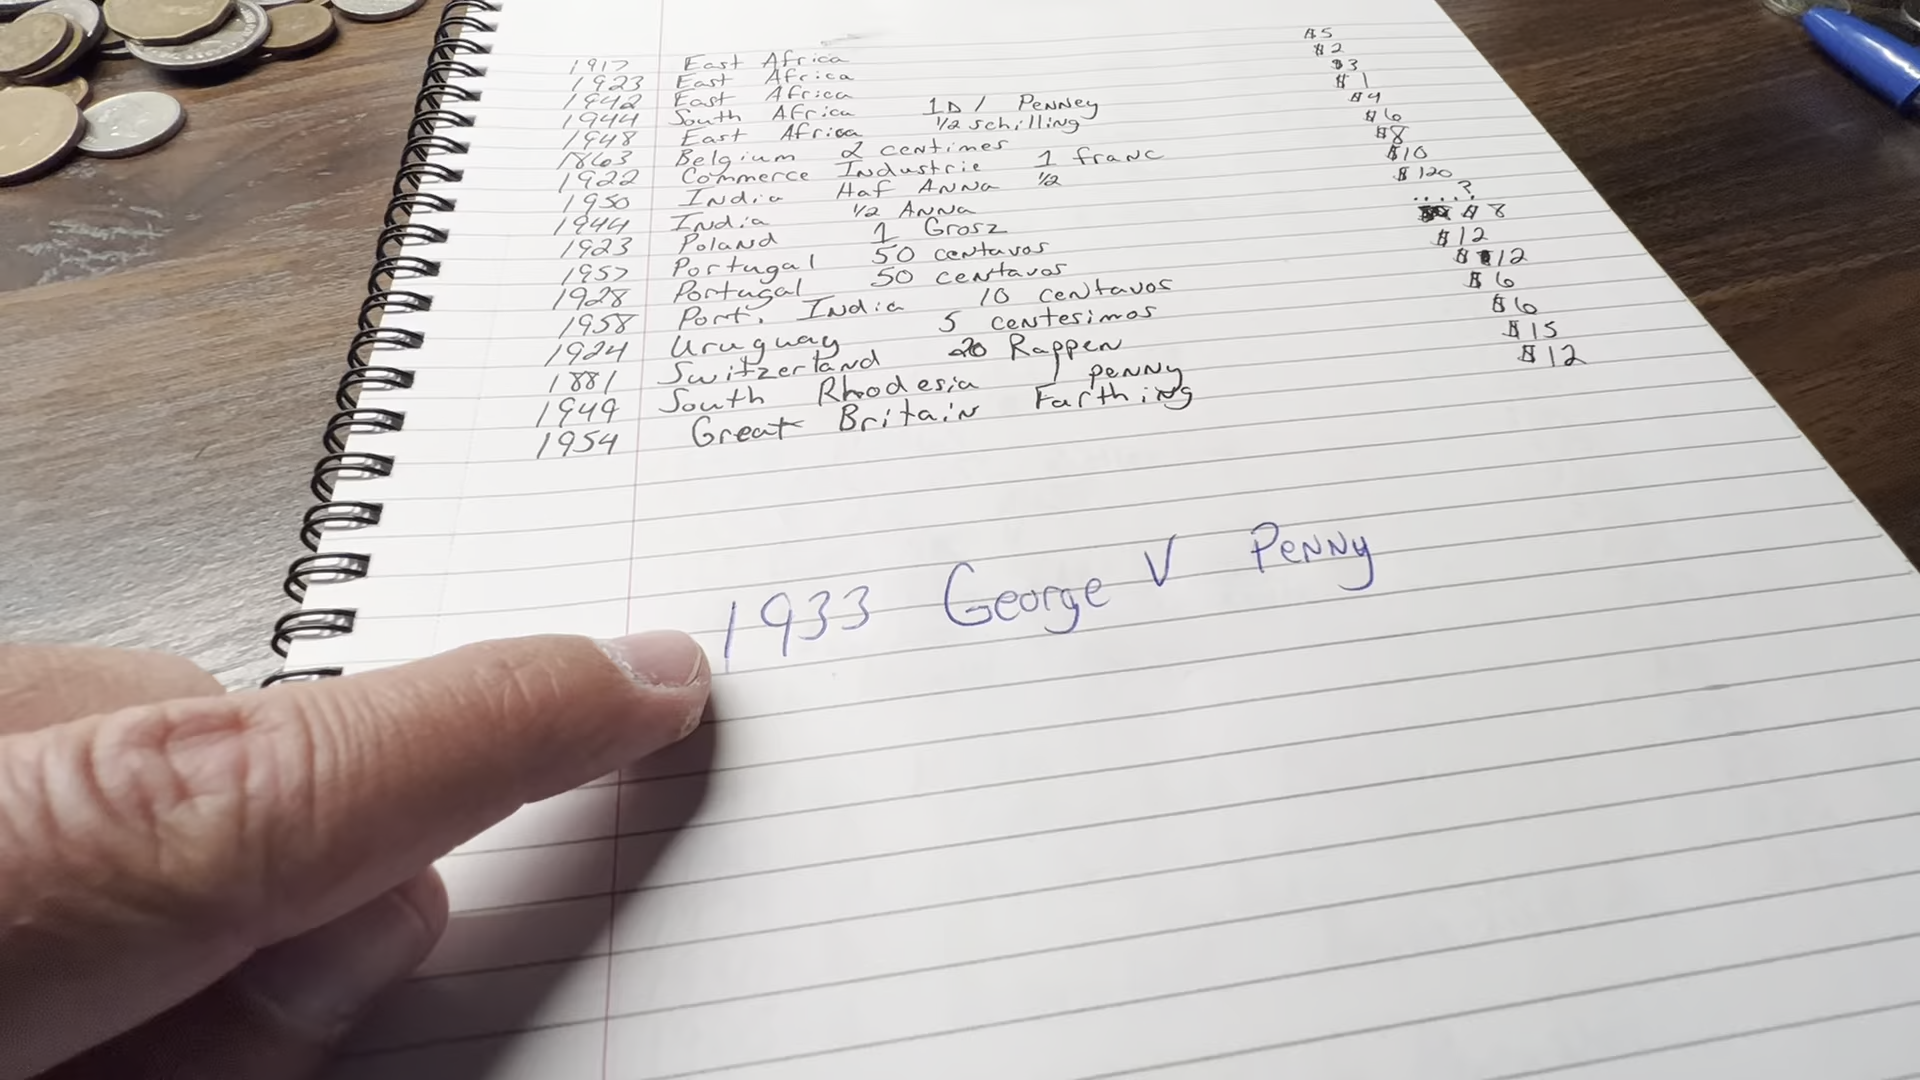 1917 East Africa $5
1923 East Africa $2
1942 East Africa $3
1944 South Africa 1D / Penney $1
1948 East Africa 1/2 schilling $4
1863 Belgium 2 centimes $6
1922 Commerce Industrie 1 franc $8
1950 India Haf Anna 1/2 $10
1944 India 1/2 Anna $120
1923 Poland 1 Grosz ....?
1957 Portugal 50 centavos $8
1928 Portugal 50 centavos $12
1958 Port. India 10 centavos $12
1924 Uruguay 5 centesimos $6
1881 Switzerland 20 Rappen $6
1949 South Rhodesia 1 penny $15
1954 Great Britain Farthing $12
1933 George V Penny